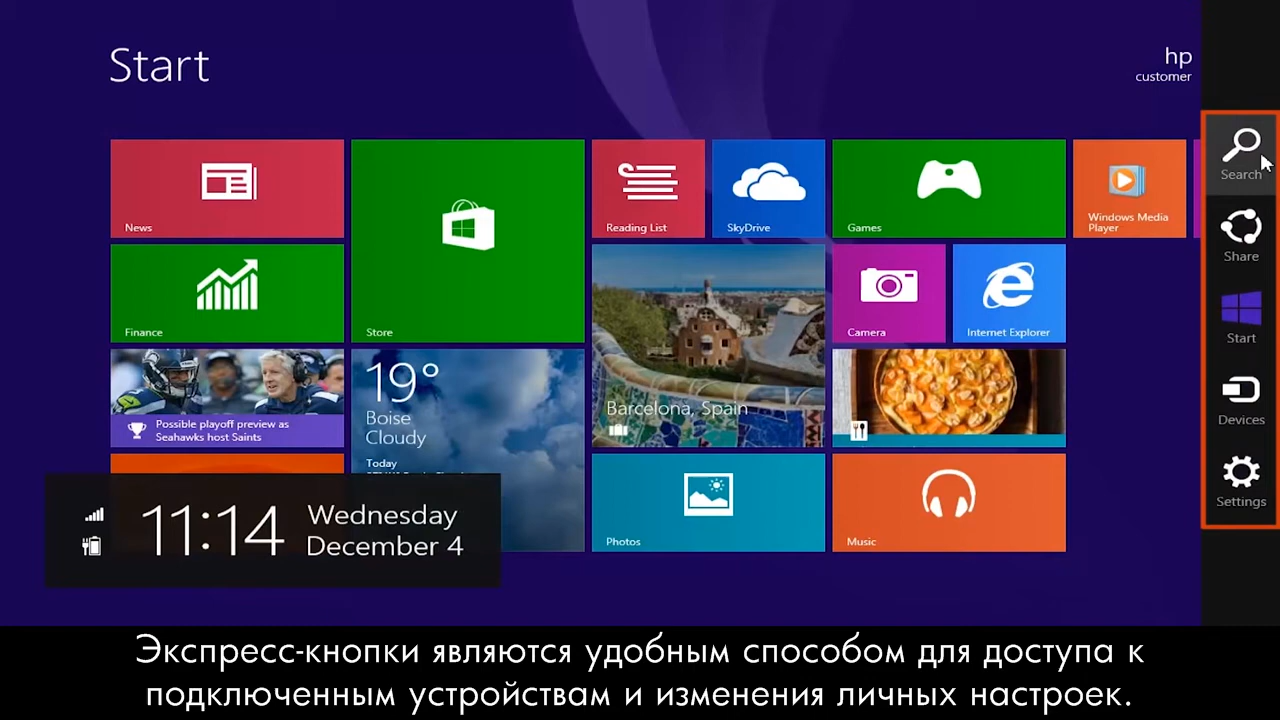 Start
hp
customer
News
Store
Reading List
SkyDrive
Games
Windows Media
Player
Finance
Camera
Internet Explorer
Possible playoff preview as
Seahawks host Saints
19°
Boise
Cloudy
Today
Barcelona, Spain
Photos
Music
11:14
Wednesday
December 4
Search
Share
Start
Devices
Settings
Экспресс-кнопки являются удобным способом для доступа к
подключенным устройствам и изменения личных настроек.